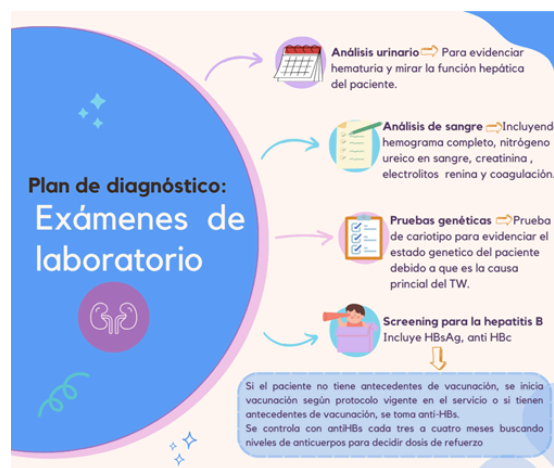 Plan de diagnóstico:
Exámenes de
laboratorio
Análisis urinario Para evidenciar
hematuria y mirar la función hepática
del paciente.
Análisis de sangre Incluyend
hemograma completo, nitrógeno
ureico en sangre, creatinina ,
electrolitos renina y coagulación.
Pruebas genéticas Prueba
de cariotipo para evidenciar el
estado genetico del paciente
debido a que es la causa
princial del TW.
Screening para la hepatitis B
Incluye HBsAg, anti HBc
Si el paciente no tiene antecedentes de vacunación, se inicia
vacunación según protocolo vigente en el servicio o si tienen
antecedentes de vacunación, se toma anti-HBs.
Se controla con antiHBs cada tres a cuatro meses buscando
niveles de anticuerpos para decidir dosis de refuerzo